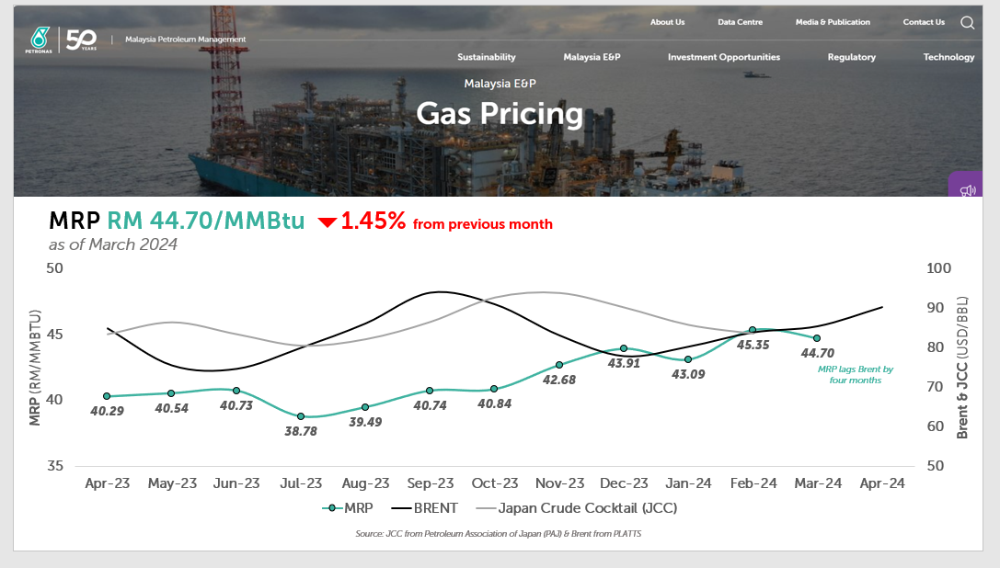 About Us Data Centre Media & Publication Contact Us
PETRONAS 50 YEARS Malaysia Petroleum Management
Sustainability Malaysia E&P Investment Opportunities Regulatory Technology
Malaysia E&P
Gas Pricing
MRP RM 44.70/MMBtu 1.45% from previous month
as of March 2024
50 100
90
45
80
40
70
60
35 50
MRP (RM/MMBTU)
Brent & JCC (USD/BBL)
40.29 40.54 40.73 38.78 39.49 40.74 40.84 42.68 43.91 43.09 45.35 44.70
MRP lags Brent by
four months
Apr-23 May-23 Jun-23 Jul-23 Aug-23 Sep-23 Oct-23 Nov-23 Dec-23 Jan-24 Feb-24 Mar-24 Apr-24
MRP BRENT Japan Crude Cocktail (JCC)
Source: JCC from Petroleum Association of Japan (PAJ) & Brent from PLATTS